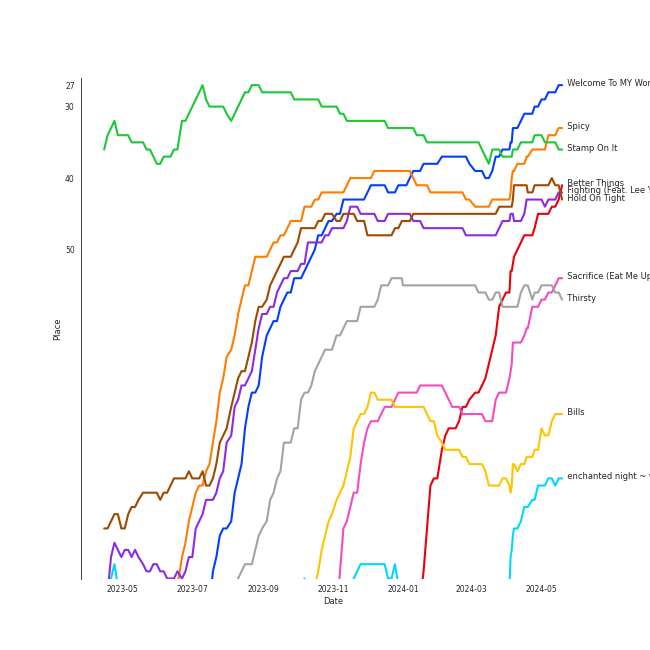 27
30
40
50
Place
Welcome To MY Wor
Spicy
Stamp On It
Better Things
Fighting (Feat. Lee Y
Hold On Tight
Sacrifice (Eat Me Up
Thirsty
Bills
enchanted night ~
2023-05
2023-07
2023-09
2023-11
2024-01
2024-03
2024-05
Date